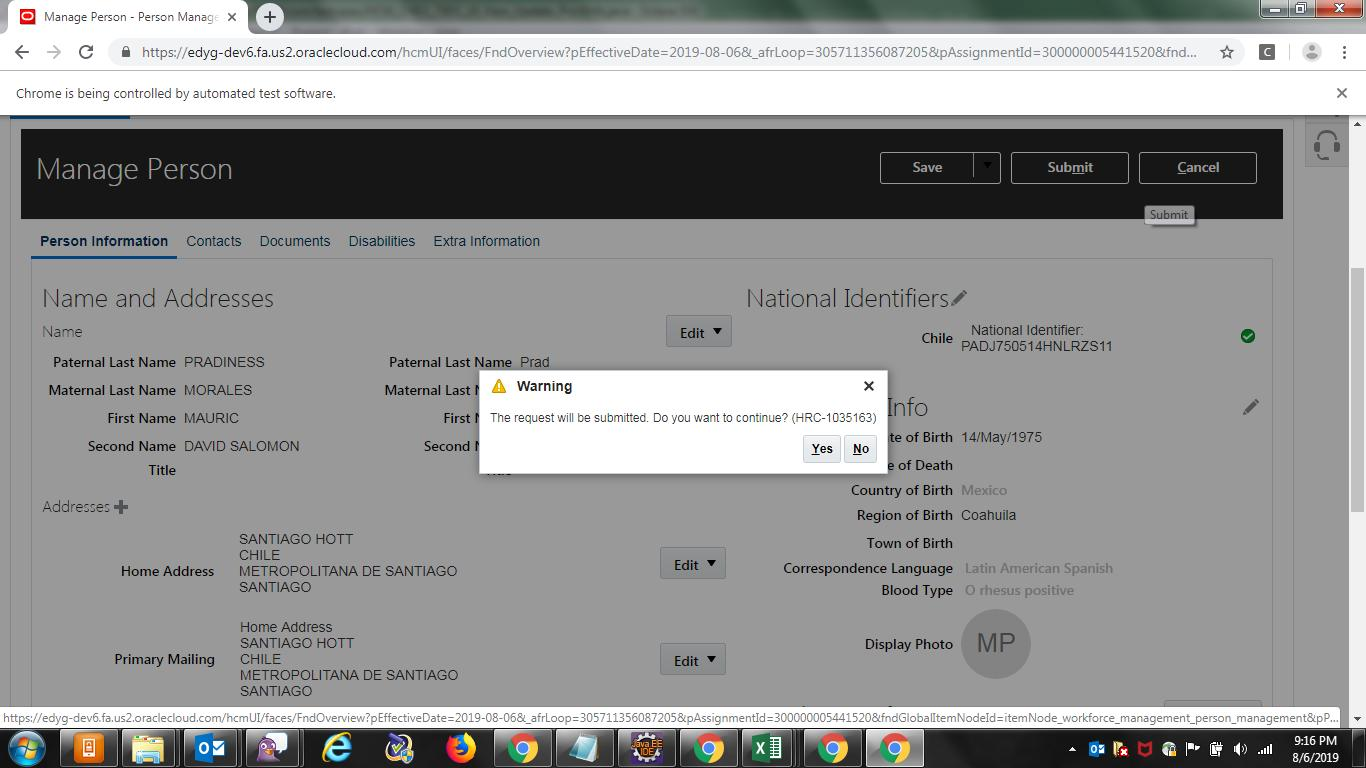 Manage Person - Person Manage
https://edyg-dev6.fa.us2.oraclecloud.com/hcmUI/faces/FndOverview?pEffectiveDate=2019-08-06&_afrLoop=305711356087205&pAssignmentId=300000005441520&fnd...
C
Chrome is being controlled by automated test software.
Manage Person
Save
Submit
Cancel
Submit
Person Information
Contacts
Documents
Disabilities
Extra Information
Name and Addresses
Name
Edit
Paternal Last Name PRADINESS
Paternal Last Name Prad
Maternal Last Name MORALES
Maternal Last
First Name MAURIC
First
Second Name DAVID SALOMON
Second
Title
Addresses
Home Address
SANTIAGO HOTT
CHILE
METROPOLITANA DE SANTIAGO
SANTIAGO
Edit
Primary Mailing
Home Address
SANTIAGO HOTT
CHILE
METROPOLITANA DE SANTIAGO
SANTIAGO
Edit
National Identifiers
Chile
National Identifier:
PADJ750514HNLRZS11
Info
te of Birth 14/May/1975
e of Death
Country of Birth Mexico
Region of Birth Coahuila
Town of Birth
Correspondence Language Latin American Spanish
Blood Type O rhesus positive
Display Photo
MP
Warning
The request will be submitted. Do you want to continue? (HRC-1035163)
Yes
No
https://edyg-dev6.fa.us2.oraclecloud.com/hcmUI/faces/FndOverview?pEffectiveDate=2019-08-06&_afrLoop=305711356087205&pAssignmentId=300000005441520&fndGlobalItemNodeId=itemNode_workforce_management_person_management&pP...
Java EE
IDE
9:16 PM
8/6/2019